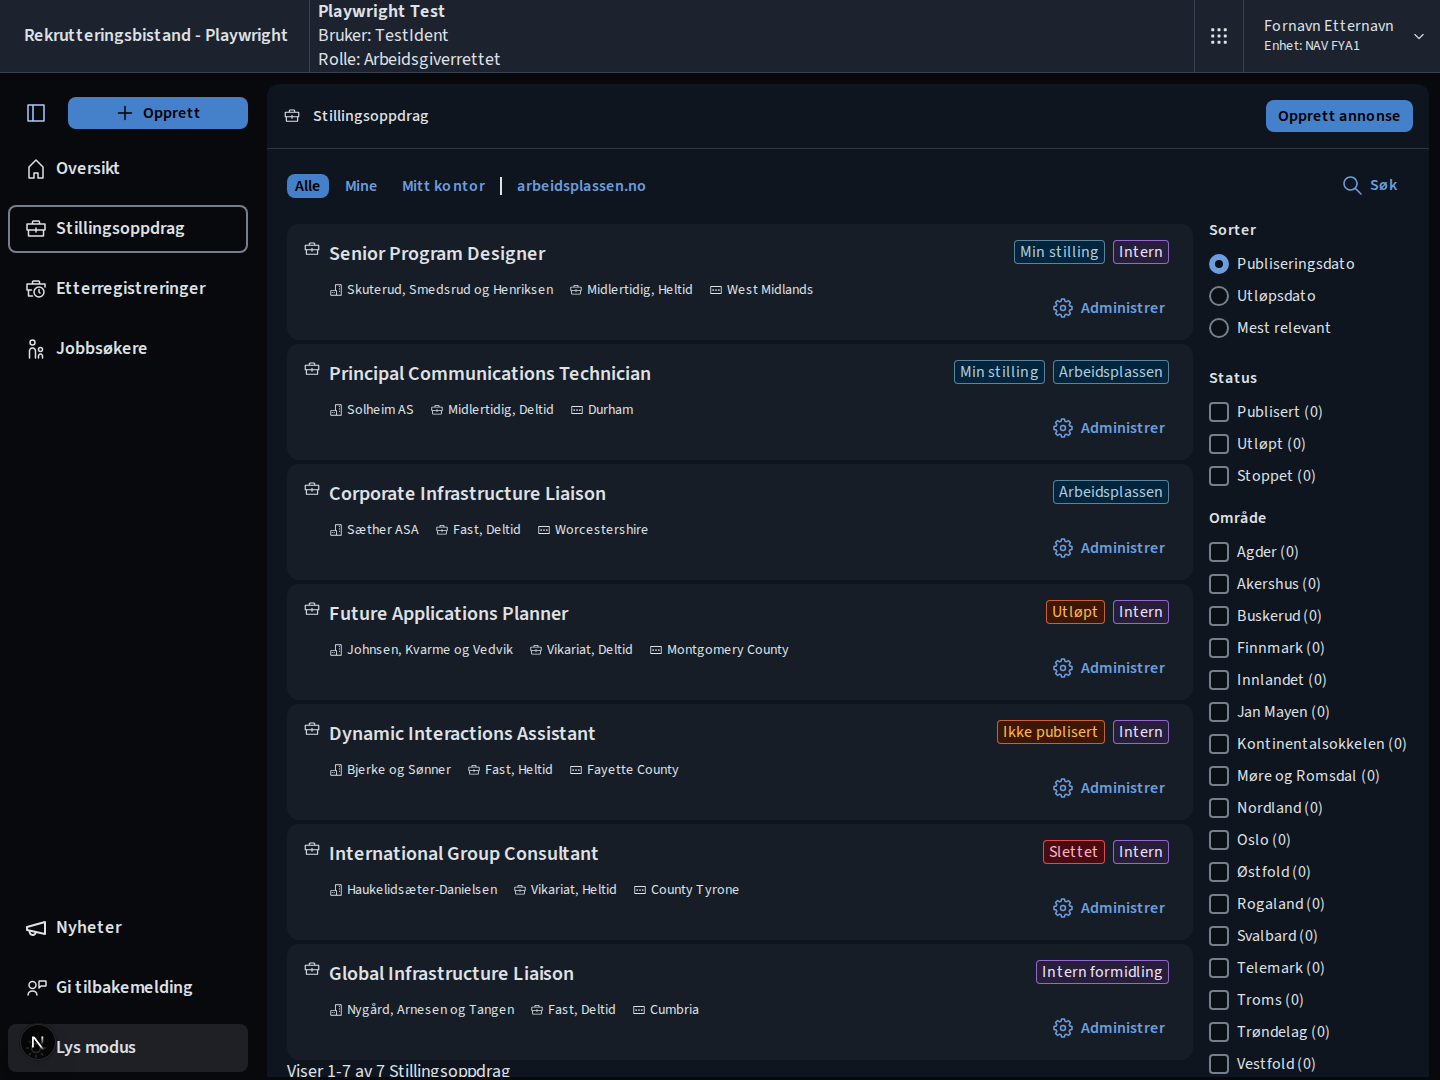 Rekrutteringsbistand - Playwright
Playwright Test
Bruker: TestIdent
Rolle: Arbeidsgiverrettet
Fornavn Etternavn
Enhet: NAV FYA1
Opprett
Oversikt
Stillingsoppdrag
Etterregistreringer
Jobbsøkere
Nyheter
Gi tilbakemelding
N
Lys modus
Stillingsoppdrag
Opprett annonse
Alle
Mine
Mitt kontor
arbeidsplassen.no
Søk
Senior Program Designer
Min stilling
Intern
Skuterud, Smedsrud og Henriksen
Midlertidig, Heltid
West Midlands
Administrer
Principal Communications Technician
Min stilling
Arbeidsplassen
Solheim AS
Midlertidig, Deltid
Durham
Administrer
Corporate Infrastructure Liaison
Arbeidsplassen
Sæther ASA
Fast, Deltid
Worcestershire
Administrer
Future Applications Planner
Utløpt
Intern
Johnsen, Kvarme og Vedvik
Vikariat, Deltid
Montgomery County
Administrer
Dynamic Interactions Assistant
Ikke publisert
Intern
Bjerke og Sønner
Fast, Heltid
Fayette County
Administrer
International Group Consultant
Slettet
Intern
Haukelidsæter-Danielsen
Vikariat, Heltid
County Tyrone
Administrer
Global Infrastructure Liaison
Intern formidling
Nygård, Arnesen og Tangen
Fast, Deltid
Cumbria
Administrer
Viser 1-7 av 7 Stillingsoppdrag
Sorter
Publiseringsdato
Utløpsdato
Mest relevant
Status
Publisert (0)
Utløpt (0)
Stoppet (0)
Område
Agder (0)
Akershus (0)
Buskerud (0)
Finnmark (0)
Innlandet (0)
Jan Mayen (0)
Kontinentalsokkelen (0)
Møre og Romsdal (0)
Nordland (0)
Oslo (0)
Østfold (0)
Rogaland (0)
Svalbard (0)
Telemark (0)
Troms (0)
Trøndelag (0)
Vestfold (0)